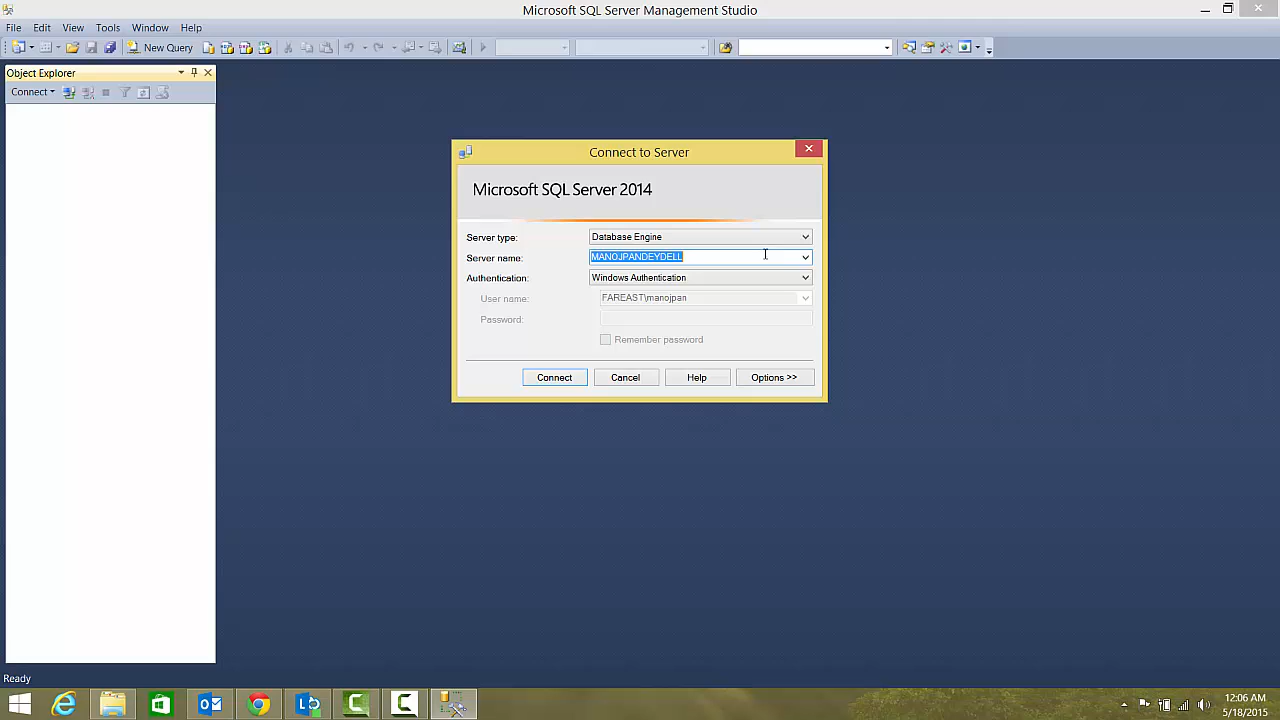 Microsoft SQL Server Management Studio
File Edit View Tools Window Help
New Query
Object Explorer
Connect
Connect to Server
Microsoft SQL Server 2014
Server type: Database Engine
Server name: MANOJPANDEYDELL
Authentication: Windows Authentication
User name: FAREAST\manojpan
Password:
Remember password
Connect Cancel Help Options >>
Ready
12:06 AM
5/18/2015